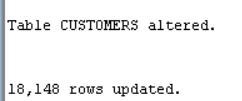 Table CUSTOMERS altered.
18,148 rows updated.